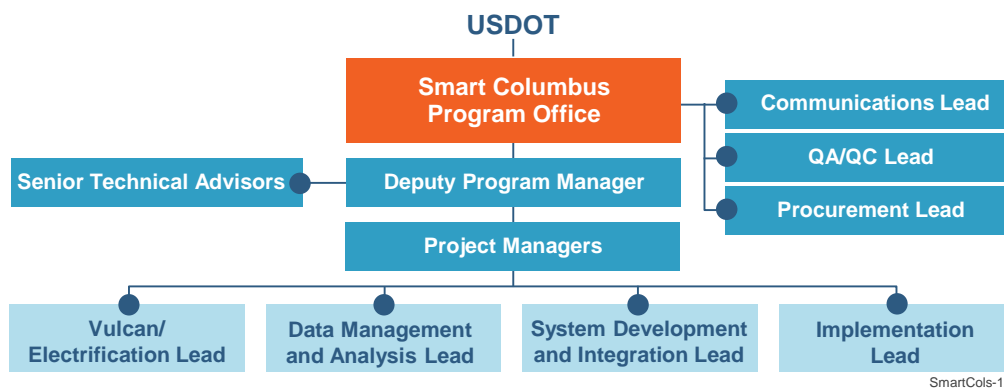 USDOT
Smart Columbus
Program Office
Communications Lead
QA/QC Lead
Senior Technical Advisors
Deputy Program Manager
Procurement Lead
Project Managers
Vulcan/
Electrification Lead
Data Management
and Analysis Lead
System Development
and Integration Lead
Implementation
Lead
SmartCols-1